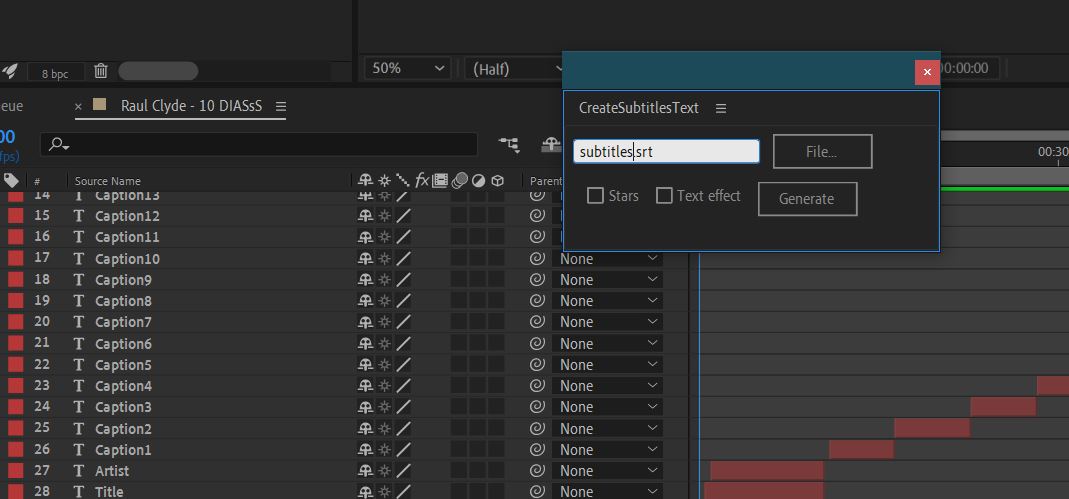 8 bpc
50%
(Half)
00:00:00
eue
× Raul Clyde - 10 DIASsS
00
fps)
00:30
CreateSubtitlesText
subtitles.srt
File...
Stars
Text effect
Generate
# Source Name
fx
Parent
14 T Caption13
15 T Caption12
16 T Caption11
17 T Caption10 None
18 T Caption9 None
19 T Caption8 None
20 T Caption7 None
21 T Caption6 None
22 T Caption5 None
23 T Caption4 None
24 T Caption3 None
25 T Caption2 None
26 T Caption1 None
27 T Artist None
28 T Title None